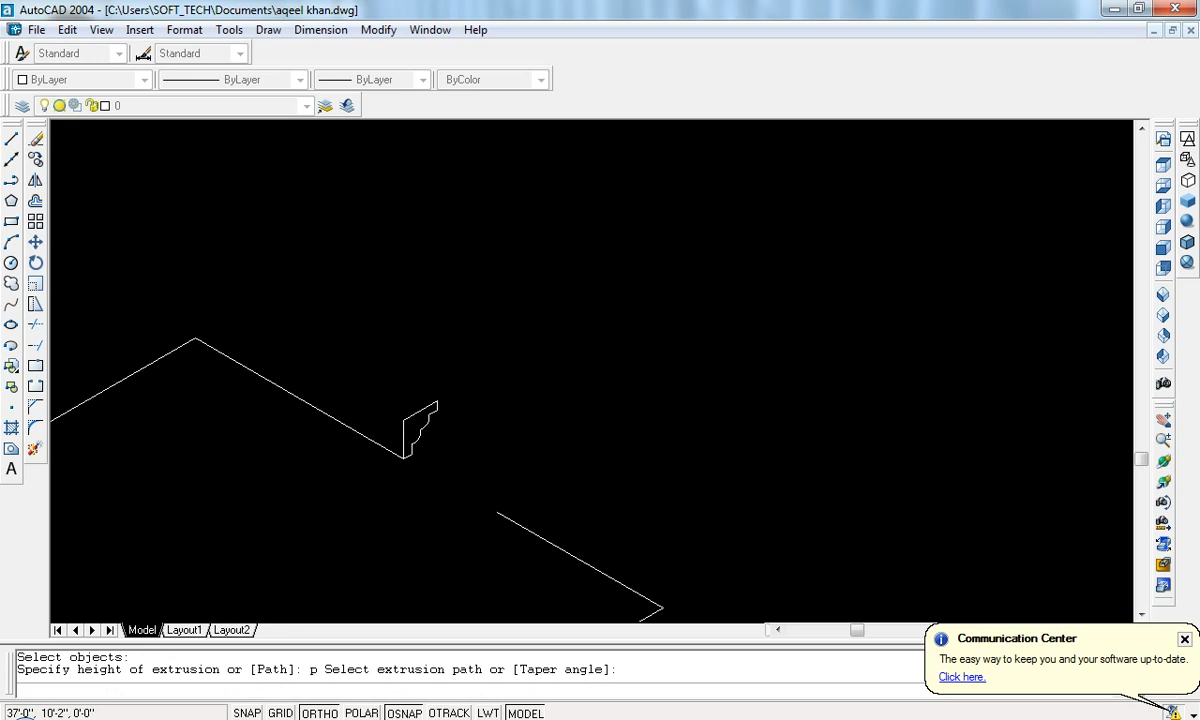 AutoCAD 2004 - [C:\Users\SOFT_TECH\Documents\aqeel khan.dwg]
File Edit View Insert Format Tools Draw Dimension Modify Window Help
Standard Standard
ByLayer ByLayer ByLayer ByColor
0
A
Model Layout1 Layout2
Select objects:
Specify height of extrusion or [Path]: p Select extrusion path or [Taper angle]:
Communication Center
The easy way to keep you and your software up-to-date.
Click here.
37'-0", 10'-2", 0'-0" SNAP GRID ORTHO POLAR OSNAP OTRACK LWT MODEL